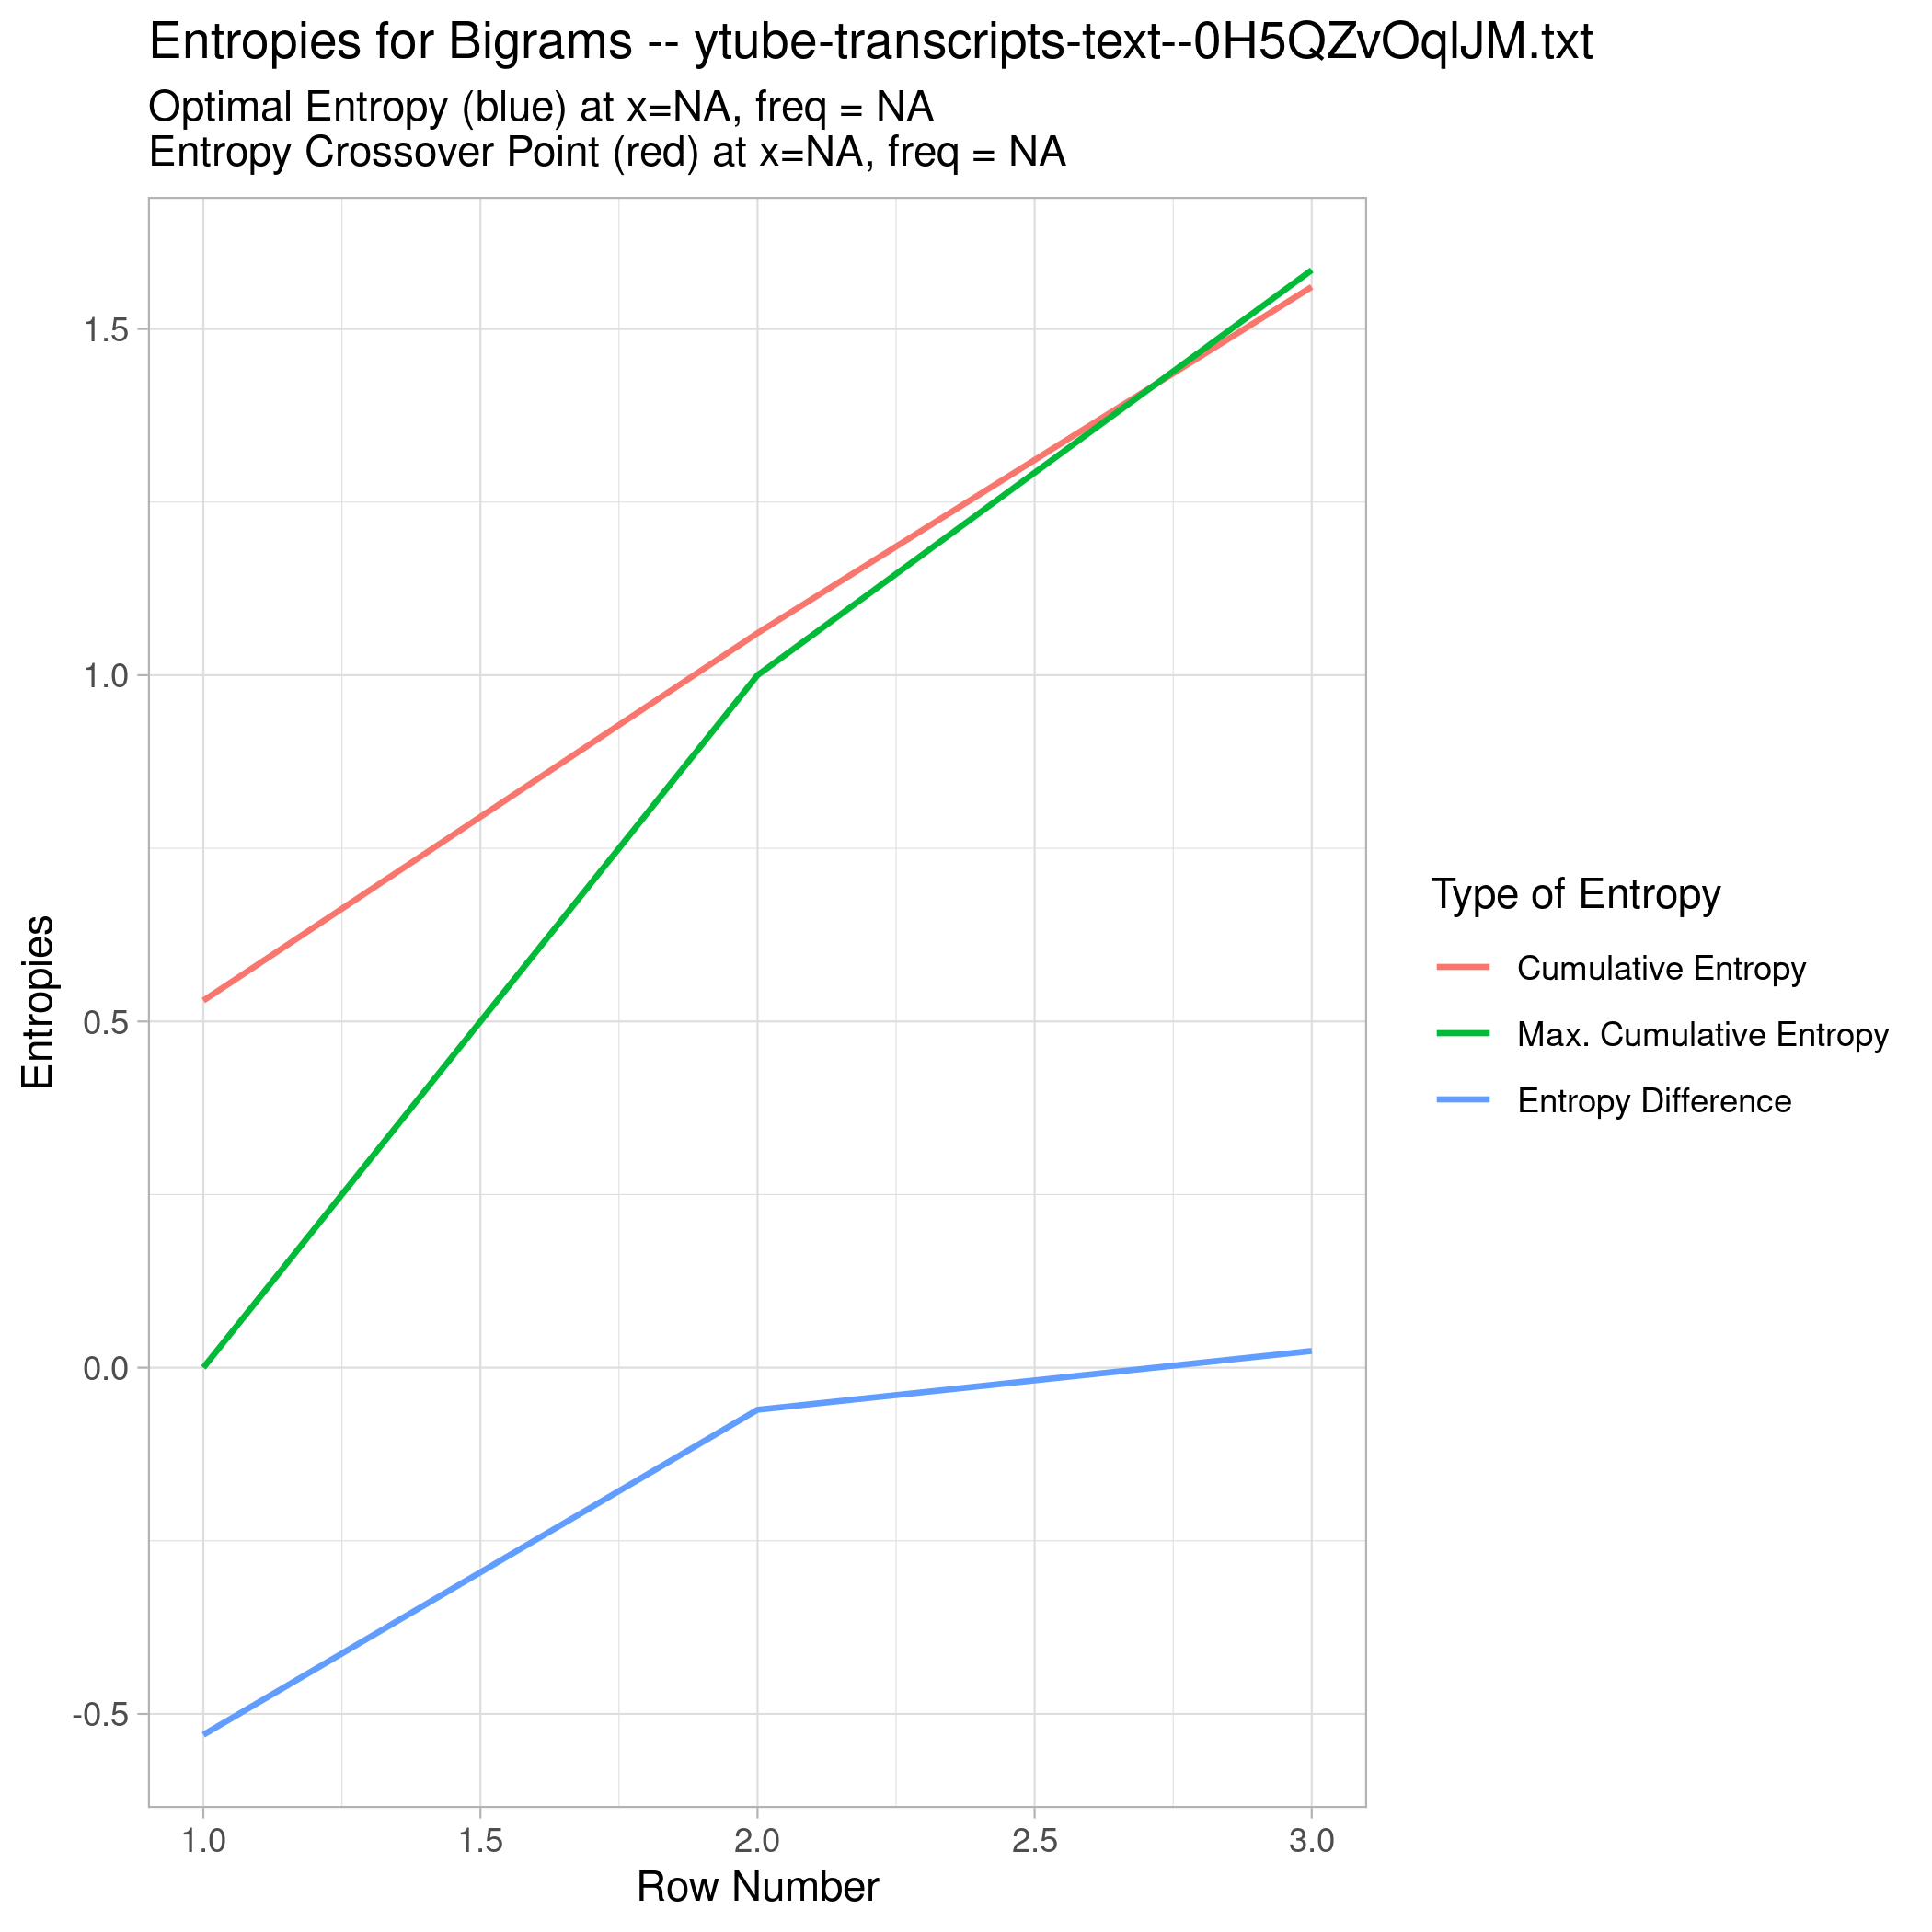 Entropies for Bigrams -- ytube-transcripts-text--0H5QZvOqlJM.txt
Optimal Entropy (blue) at x=NA, freq = NA
Entropy Crossover Point (red) at x=NA, freq = NA
1.5
1.0
0.5
0.0
-0.5
Entropies
1.0 1.5 2.0 2.5 3.0
Row Number
Type of Entropy
Cumulative Entropy
Max. Cumulative Entropy
Entropy Difference